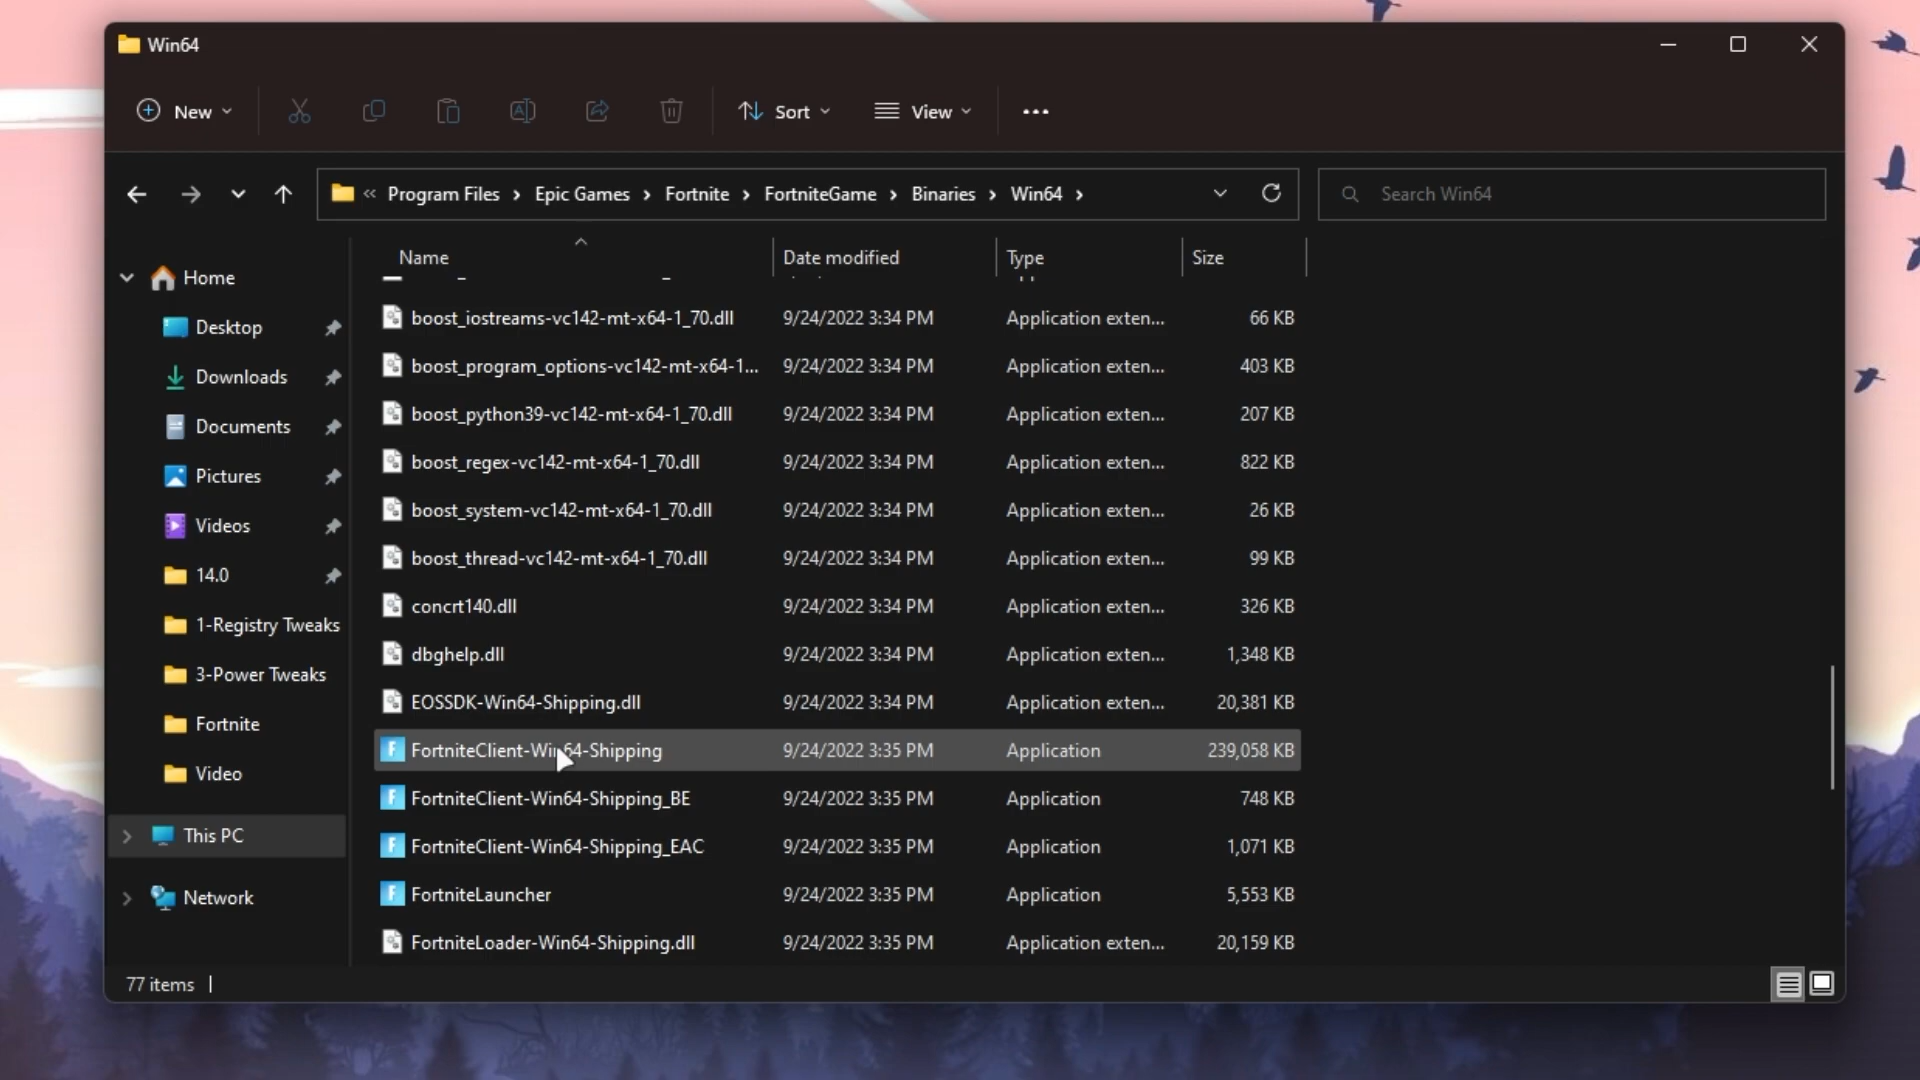 Win64
New
Sort
View
Program Files
Epic Games
Fortnite
FortniteGame
Binaries
Win64
Search Win64
Name
Date modified
Type
Size
Home
Desktop
Downloads
Documents
Pictures
Videos
14.0
1-Registry Tweaks
3-Power Tweaks
Fortnite
Video
This PC
Network
boost_iostreams-vc142-mt-x64-1_70.dll 9/24/2022 3:34 PM Application exten... 66 KB
boost_program_options-vc142-mt-x64-1... 9/24/2022 3:34 PM Application exten... 403 KB
boost_python39-vc142-mt-x64-1_70.dll 9/24/2022 3:34 PM Application exten... 207 KB
boost_regex-vc142-mt-x64-1_70.dll 9/24/2022 3:34 PM Application exten... 822 KB
boost_system-vc142-mt-x64-1_70.dll 9/24/2022 3:34 PM Application exten... 26 KB
boost_thread-vc142-mt-x64-1_70.dll 9/24/2022 3:34 PM Application exten... 99 KB
concrt140.dll 9/24/2022 3:34 PM Application exten... 326 KB
dbghelp.dll 9/24/2022 3:34 PM Application exten... 1,348 KB
EOSSDK-Win64-Shipping.dll 9/24/2022 3:34 PM Application exten... 20,381 KB
FortniteClient-Win64-Shipping 9/24/2022 3:35 PM Application 239,058 KB
FortniteClient-Win64-Shipping_BE 9/24/2022 3:35 PM Application 748 KB
FortniteClient-Win64-Shipping_EAC 9/24/2022 3:35 PM Application 1,071 KB
FortniteLauncher 9/24/2022 3:35 PM Application 5,553 KB
FortniteLoader-Win64-Shipping.dll 9/24/2022 3:35 PM Application exten... 20,159 KB
77 items